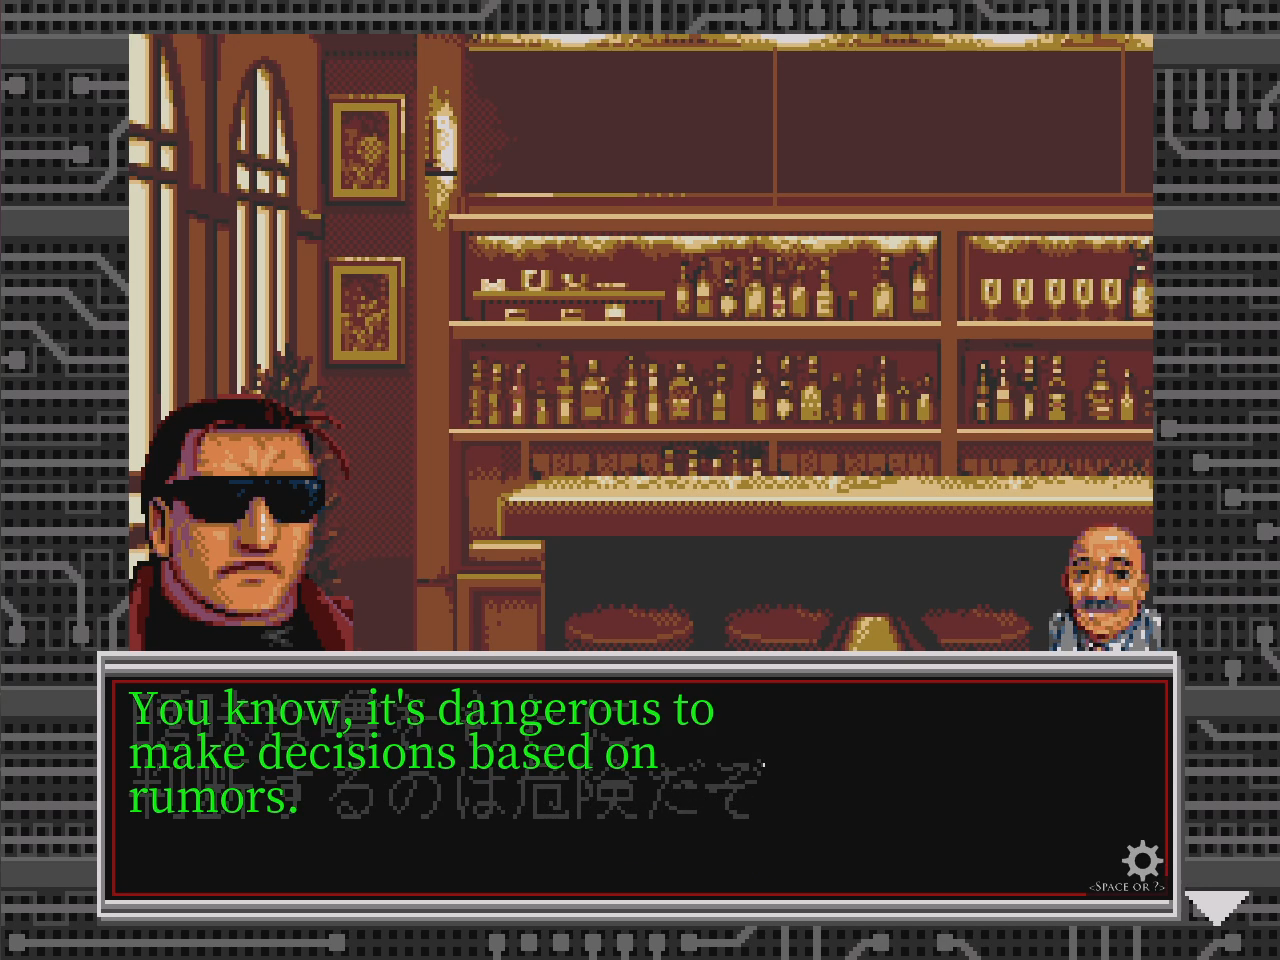 You know, it's dangerous to
make decisions based on
rumors.
するのは危険だぞ
<SPACE OR ?>